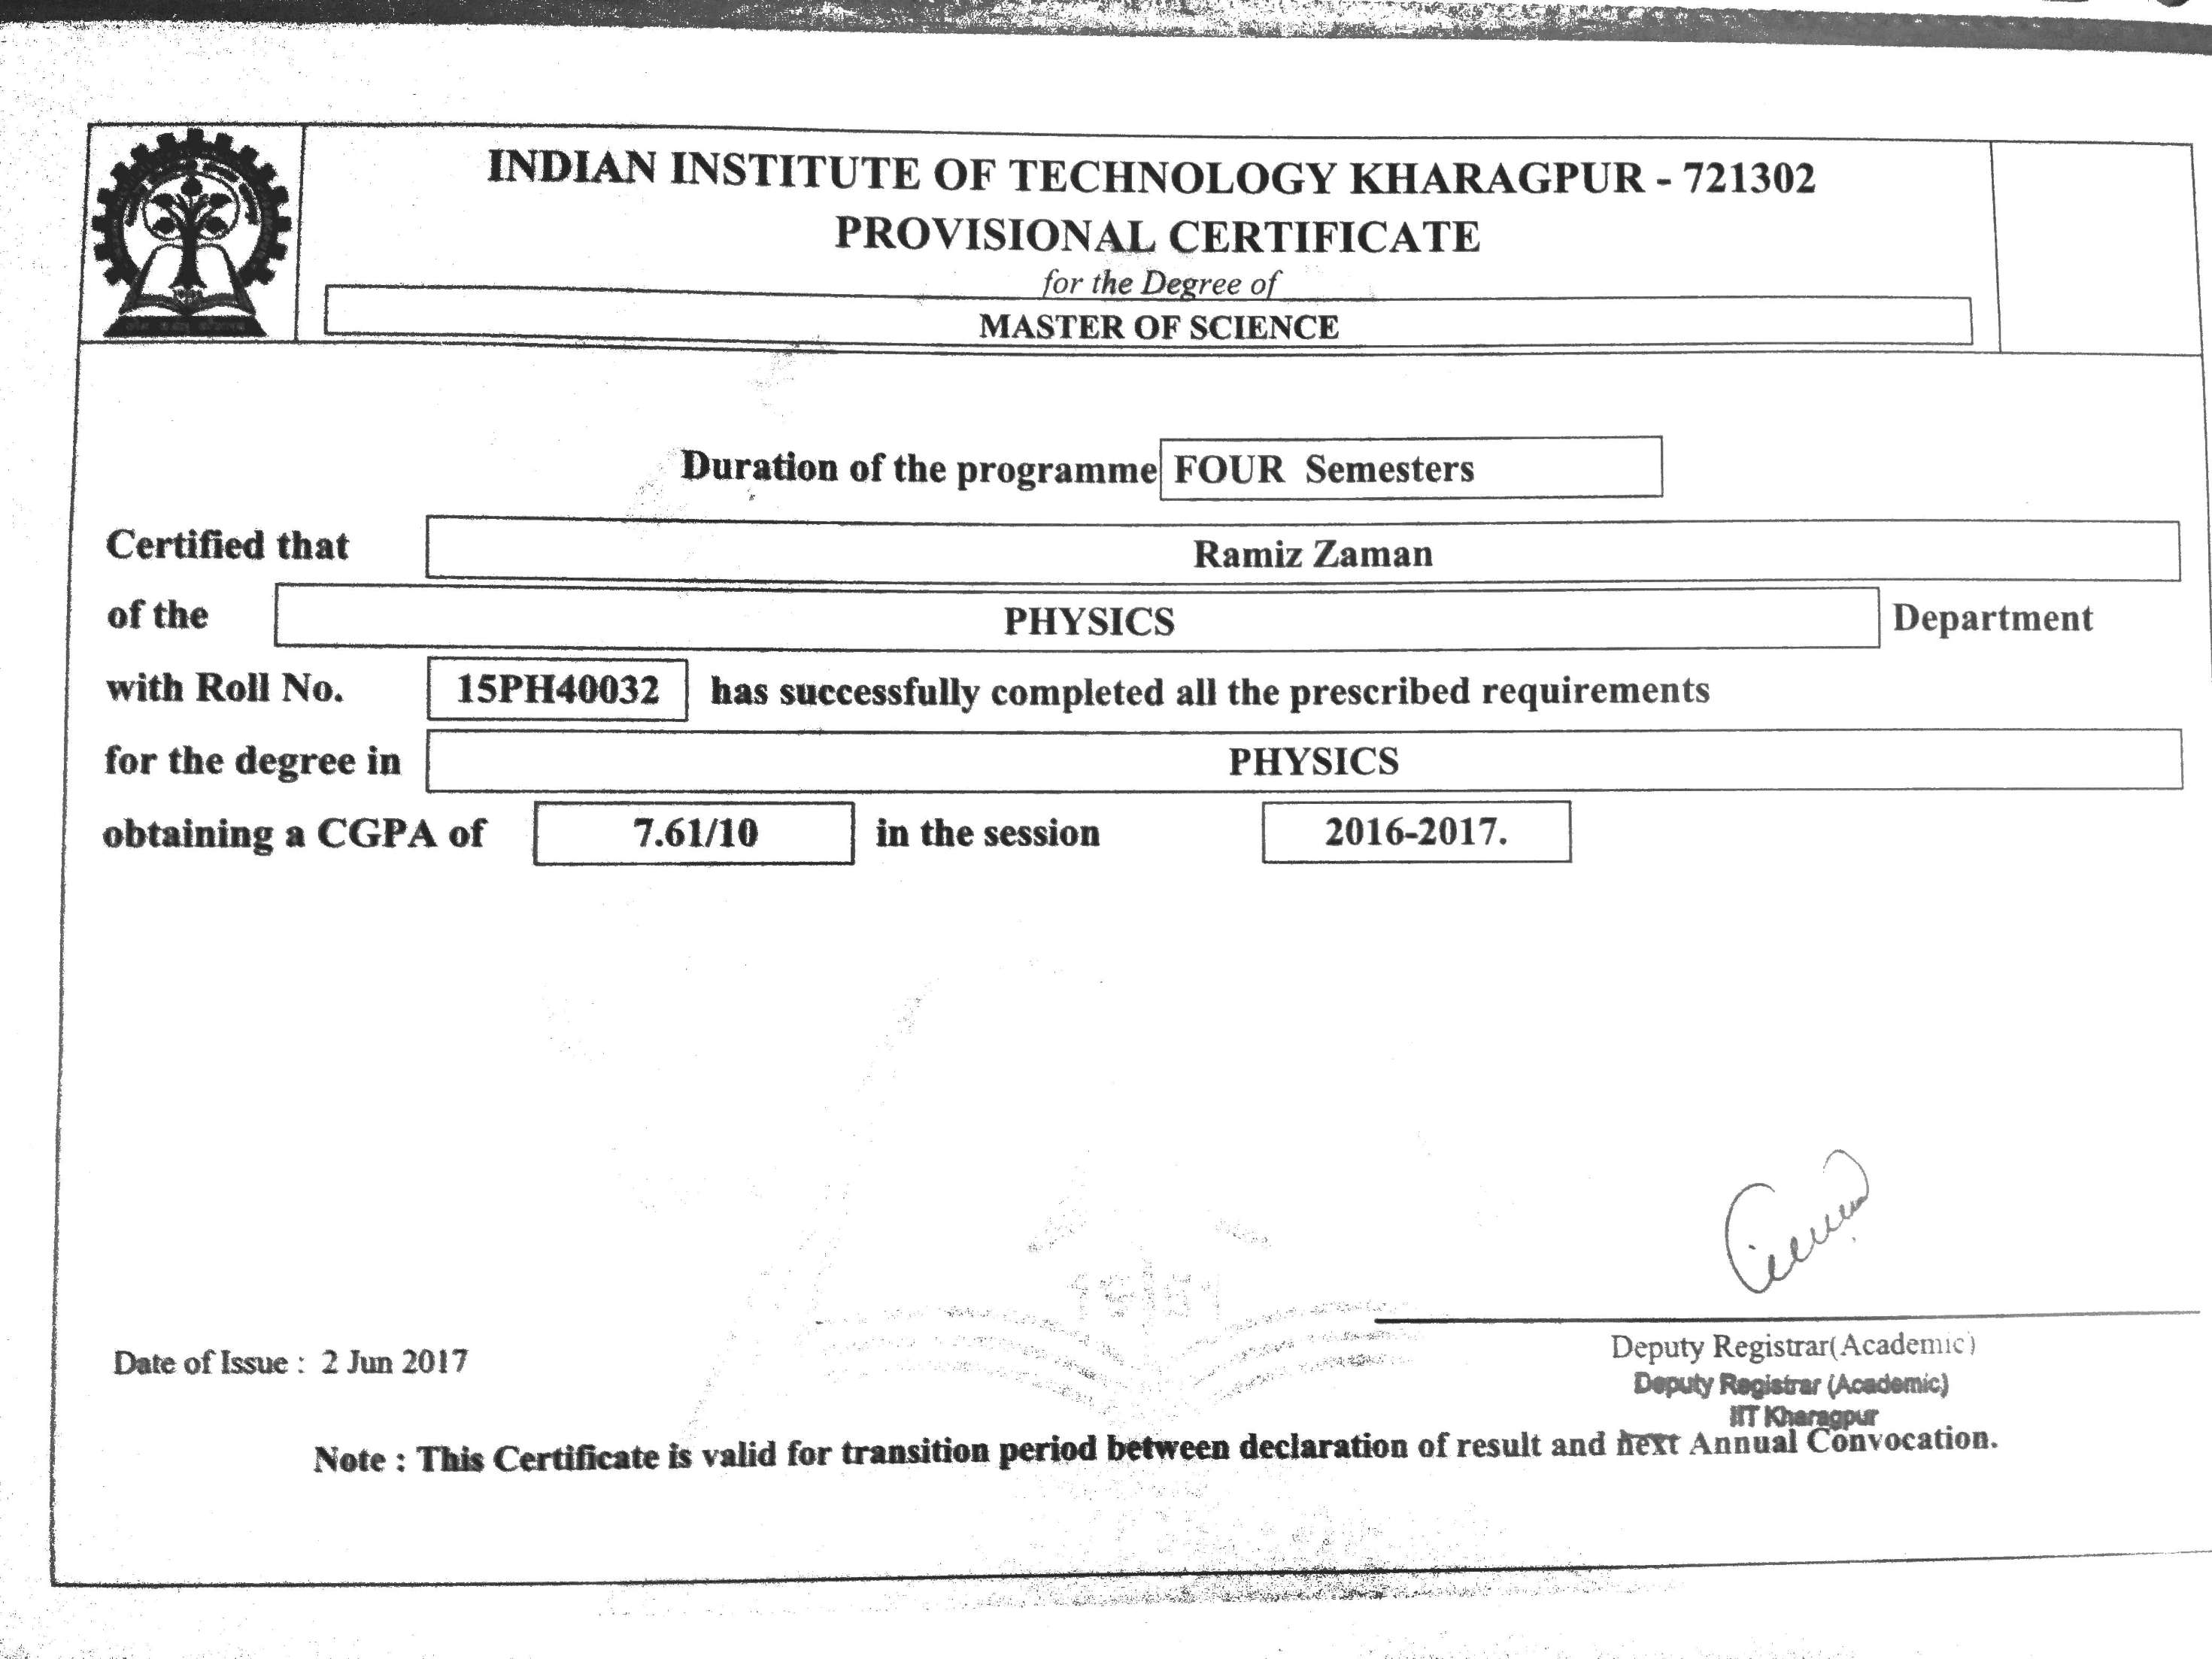 INDIAN INSTITUTE OF TECHNOLOGY KHARAGPUR - 721302
PROVISIONAL CERTIFICATE
for the Degree of
MASTER OF SCIENCE
Duration of the programme FOUR Semesters
Certified that Ramiz Zaman
of the PHYSICS Department
with Roll No. 15PH40032 has successfully completed all the prescribed requirements
for the degree in PHYSICS
obtaining a CGPA of 7.61/10 in the session 2016-2017.
1951
Date of Issue : 2 Jun 2017
Deputy Registrar(Academic)
Deputy Registrar (Academic)
IIT Kharagpur
Note : This Certificate is valid for transition period between declaration of result and next Annual Convocation.